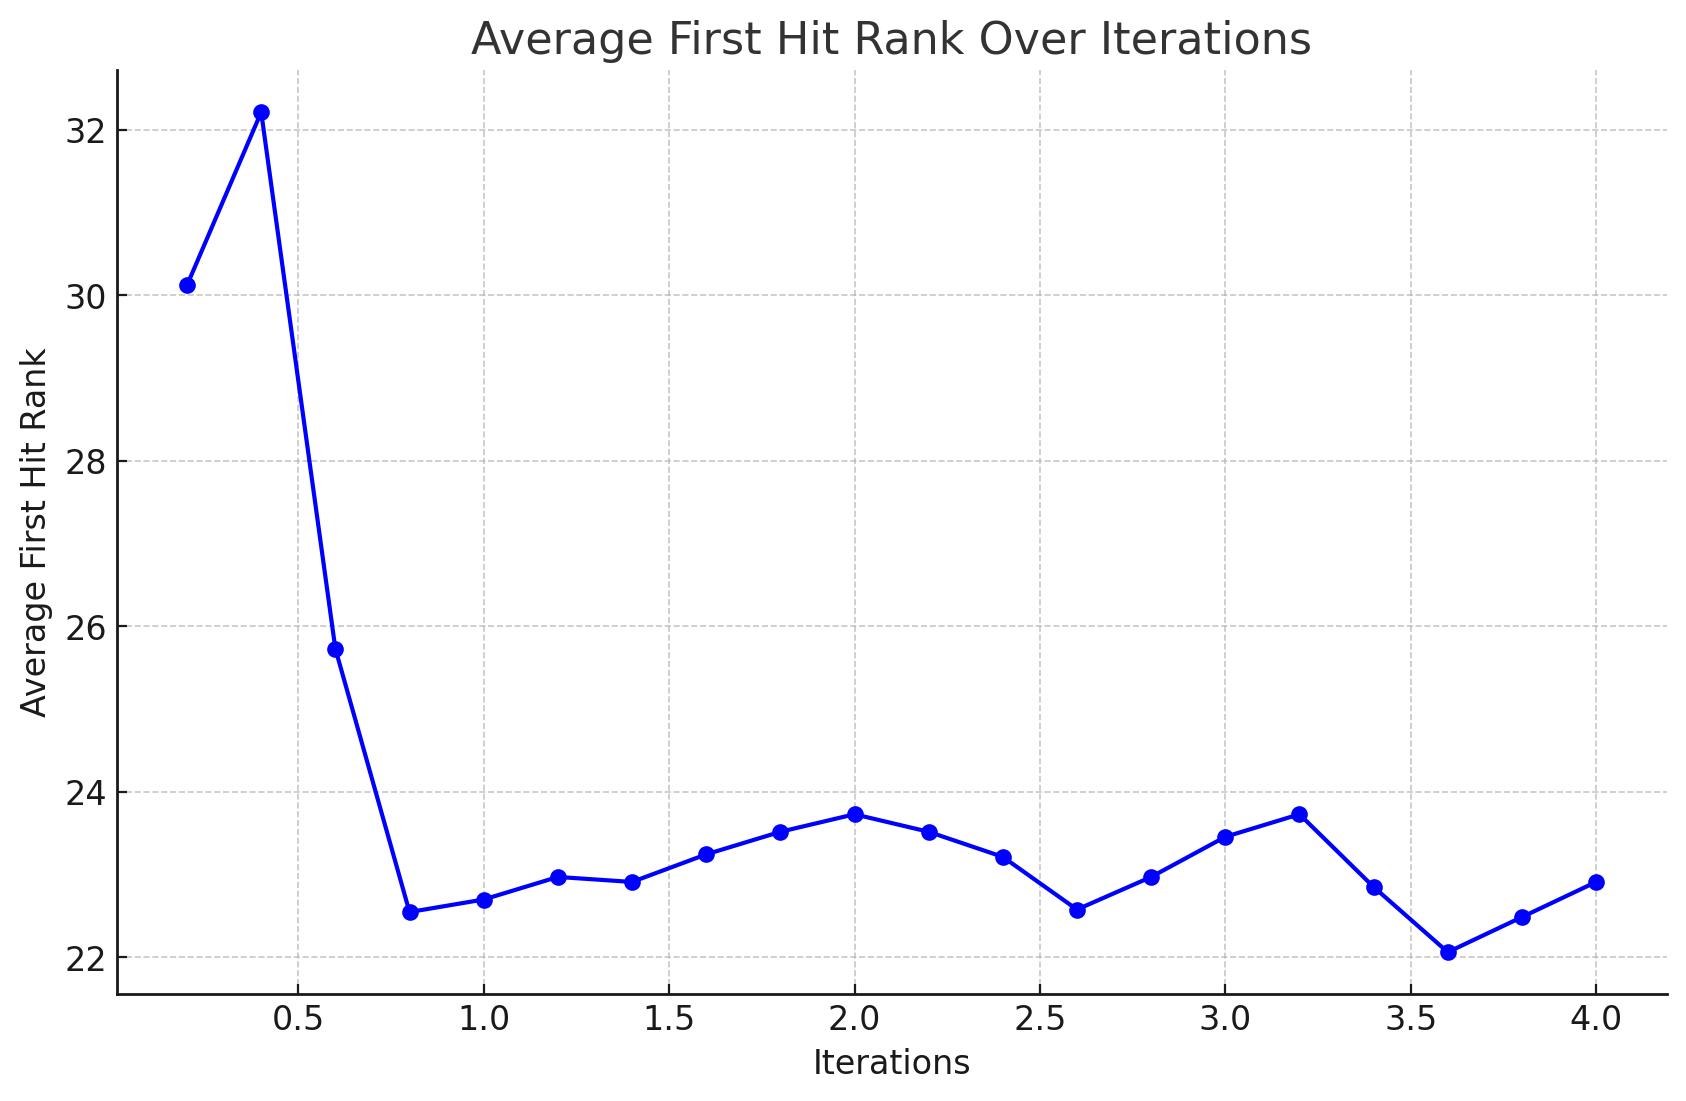 Average First Hit Rank Over Iterations
Average First Hit Rank
32
30
28
26
24
22
0.5 1.0 1.5 2.0 2.5 3.0 3.5 4.0
Iterations